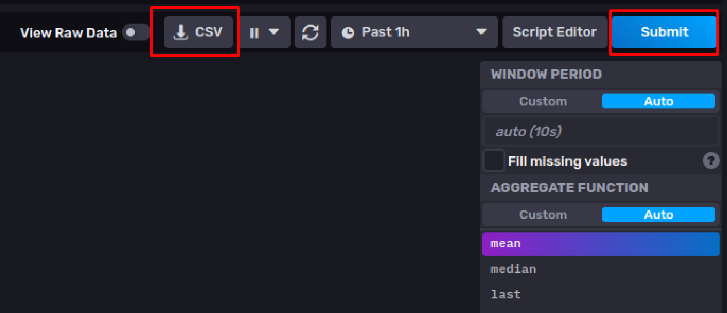 View Raw Data CSV Past 1h Script Editor Submit
WINDOW PERIOD
Custom Auto
auto (10s)
Fill missing values ?
AGGREGATE FUNCTION
Custom Auto
mean
median
last